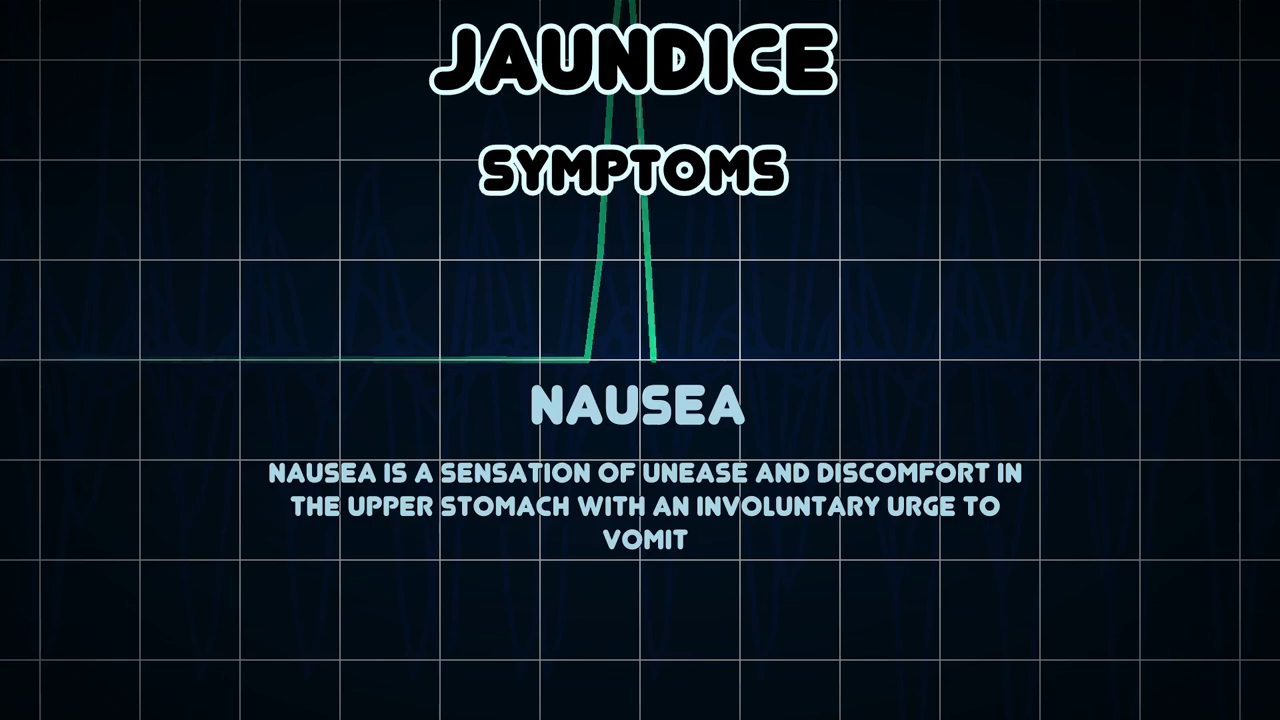 JAUNDICE
SYMPTOMS
NAUSEA
NAUSEA IS A SENSATION OF UNEASE AND DISCOMFORT IN
THE UPPER STOMACH WITH AN INVOLUNTARY URGE TO
VOMIT